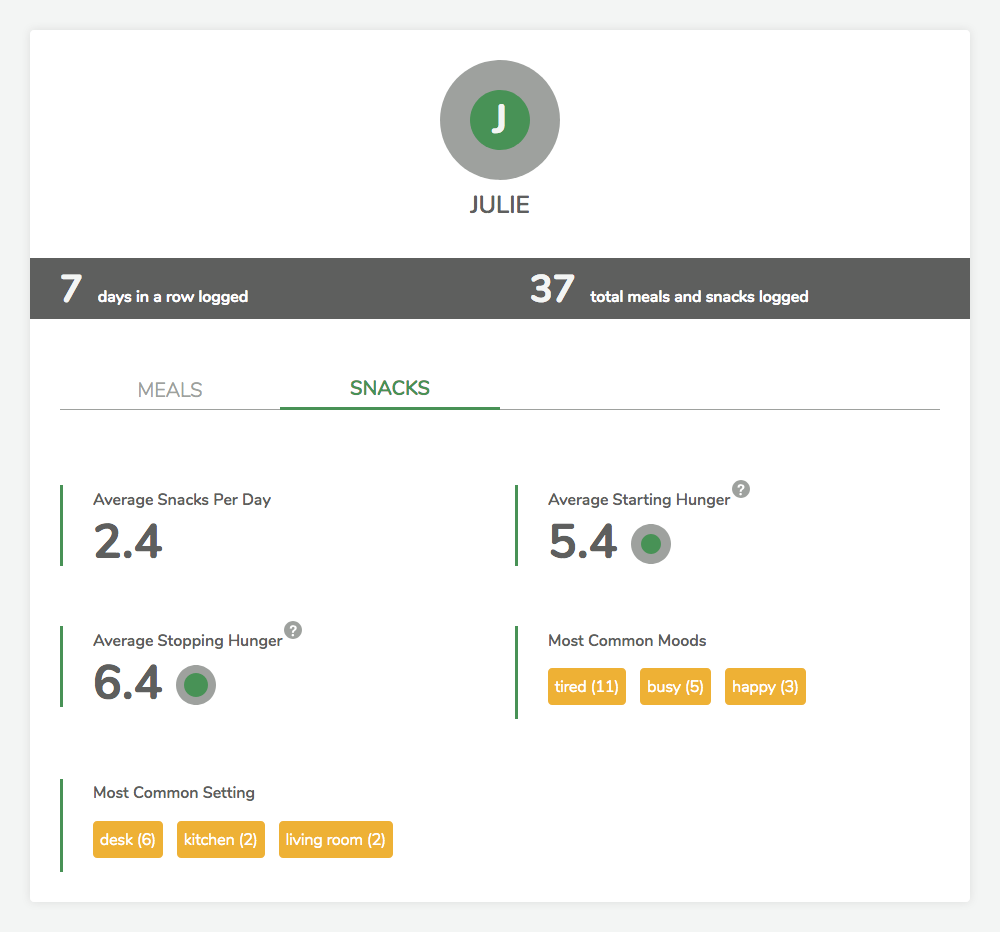 J
JULIE
7 days in a row logged
37 total meals and snacks logged
MEALS
SNACKS
Average Snacks Per Day
2.4
Average Starting Hunger ?
5.4
Average Stopping Hunger ?
6.4
Most Common Moods
tired (11) busy (5) happy (3)
Most Common Setting
desk (6) kitchen (2) living room (2)